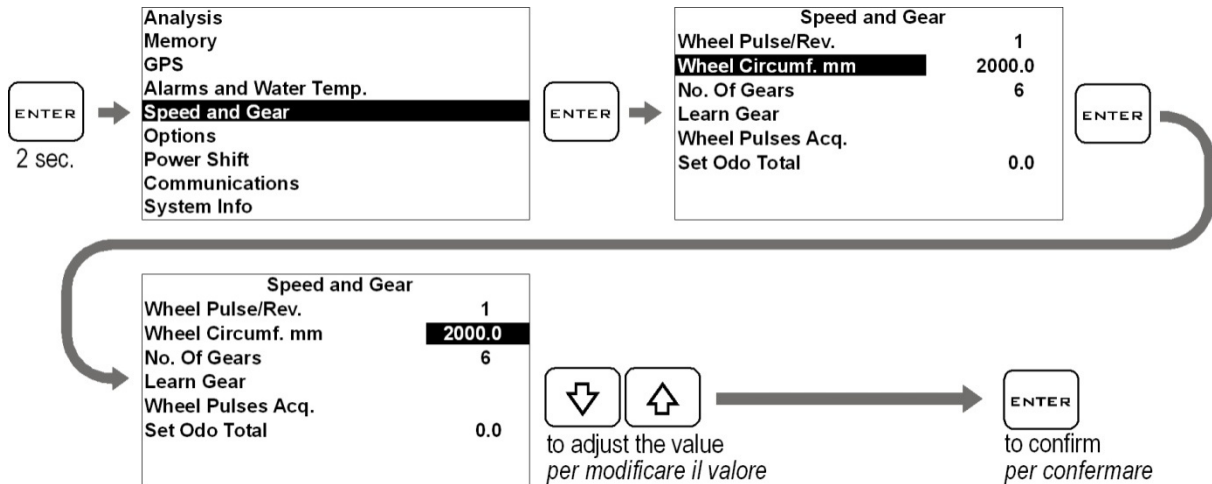 ENTER
2 sec.
Analysis
Memory
GPS
Alarms and Water Temp.
Speed and Gear
Options
Power Shift
Communications
System Info
ENTER
Speed and Gear
Wheel Pulse/Rev. 1
Wheel Circumf. mm 2000.0
No. Of Gears 6
Learn Gear
Wheel Pulses Acq.
Set Odo Total 0.0
ENTER
Speed and Gear
Wheel Pulse/Rev. 1
Wheel Circumf. mm 2000.0
No. Of Gears 6
Learn Gear
Wheel Pulses Acq.
Set Odo Total 0.0
to adjust the value
per modificare il valore
ENTER
to confirm
per confermare